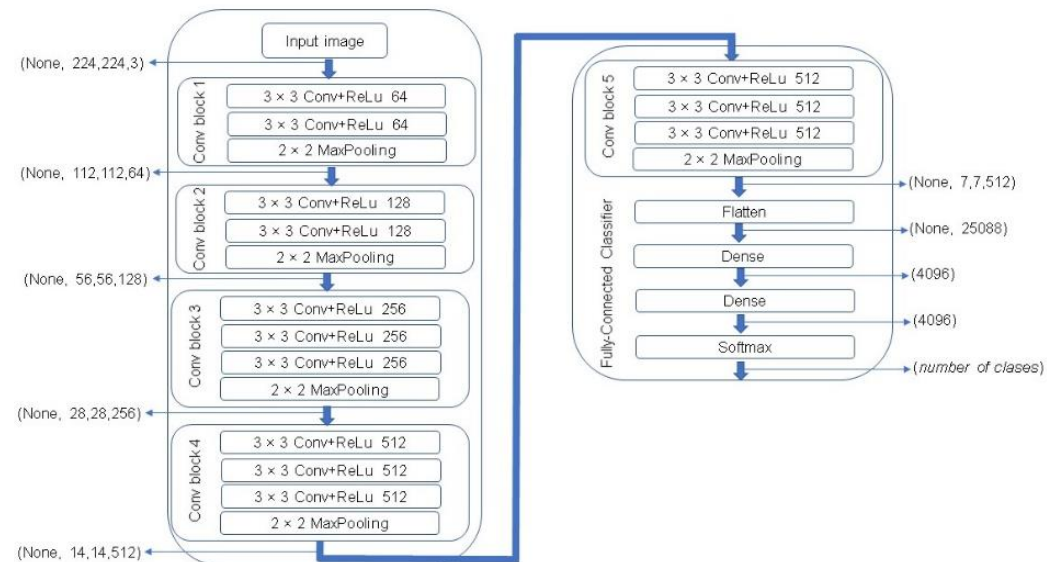 Input image
(None, 224,224,3)
Conv block 1
3 × 3 Conv+ReLu 64
3 × 3 Conv+ReLu 64
2 × 2 MaxPooling
(None, 112,112,64)
Conv block 2
3 × 3 Conv+ReLu 128
3 × 3 Conv+ReLu 128
2 × 2 MaxPooling
(None, 56,56,128)
Conv block 3
3 × 3 Conv+ReLu 256
3 × 3 Conv+ReLu 256
3 × 3 Conv+ReLu 256
2 × 2 MaxPooling
(None, 28,28,256)
Conv block 4
3 × 3 Conv+ReLu 512
3 × 3 Conv+ReLu 512
3 × 3 Conv+ReLu 512
2 × 2 MaxPooling
(None, 14,14,512)
Conv block 5
3 × 3 Conv+ReLu 512
3 × 3 Conv+ReLu 512
3 × 3 Conv+ReLu 512
2 × 2 MaxPooling
(None, 7,7,512)
Fully-Connected Classifier
Flatten
(None, 25088)
Dense
(4096)
Dense
(4096)
Softmax
(number of clases)